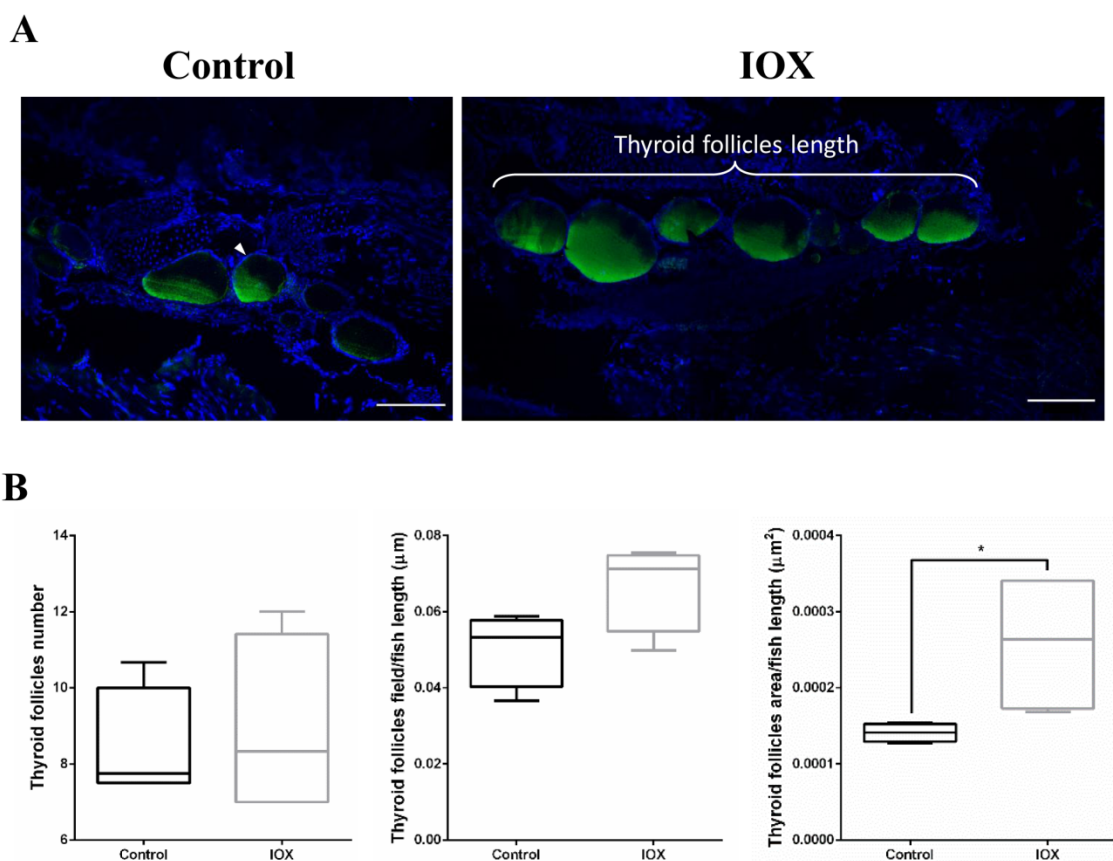 A
Control
IOX
Thyroid follicles length
B
Thyroid follicles number
14
12
10
8
6
Control
IOX
Thyroid follicles field/fish length (μm)
0.08
0.06
0.04
0.02
0.00
Control
IOX
Thyroid follicles area/fish length (μm²)
0.0004
0.0003
0.0002
0.0001
0.0000
*
Control
IOX